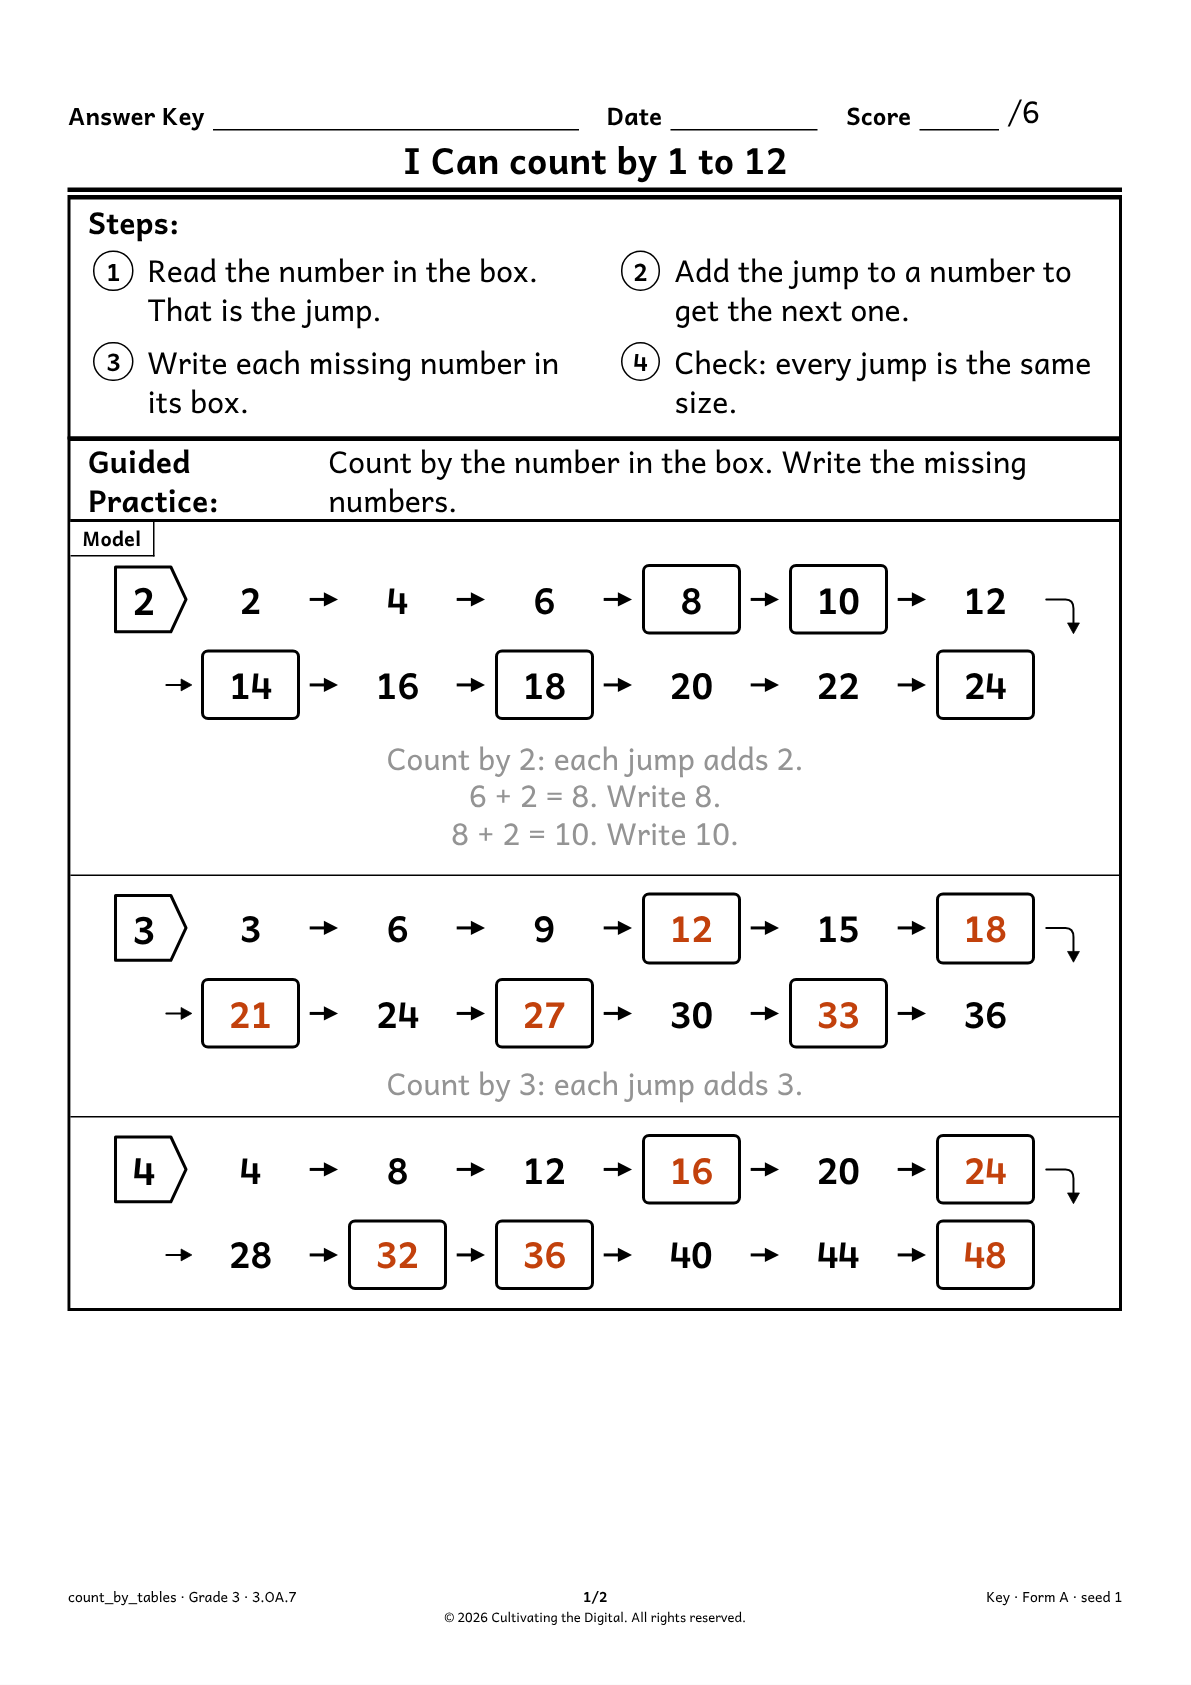 Answer Key ____ Date ____ Score ____ /6
I Can count by 1 to 12
Steps:
1 Read the number in the box.
That is the jump.
2 Add the jump to a number to
get the next one.
3 Write each missing number in
its box.
4 Check: every jump is the same
size.
Guided
Practice:
Count by the number in the box. Write the missing
numbers.
Model
2 2 → 4 → 6 → 8 → 10 → 12
→ 14 → 16 → 18 → 20 → 22 → 24
Count by 2: each jump adds 2.
6 + 2 = 8. Write 8.
8 + 2 = 10. Write 10.
3 3 → 6 → 9 → 12 → 15 → 18
→ 21 → 24 → 27 → 30 → 33 → 36
Count by 3: each jump adds 3.
4 4 → 8 → 12 → 16 → 20 → 24
→ 28 → 32 → 36 → 40 → 44 → 48
count_by_tables · Grade 3 · 3.OA.7 1/2 Key · Form A · seed 1
© 2026 Cultivating the Digital. All rights reserved.